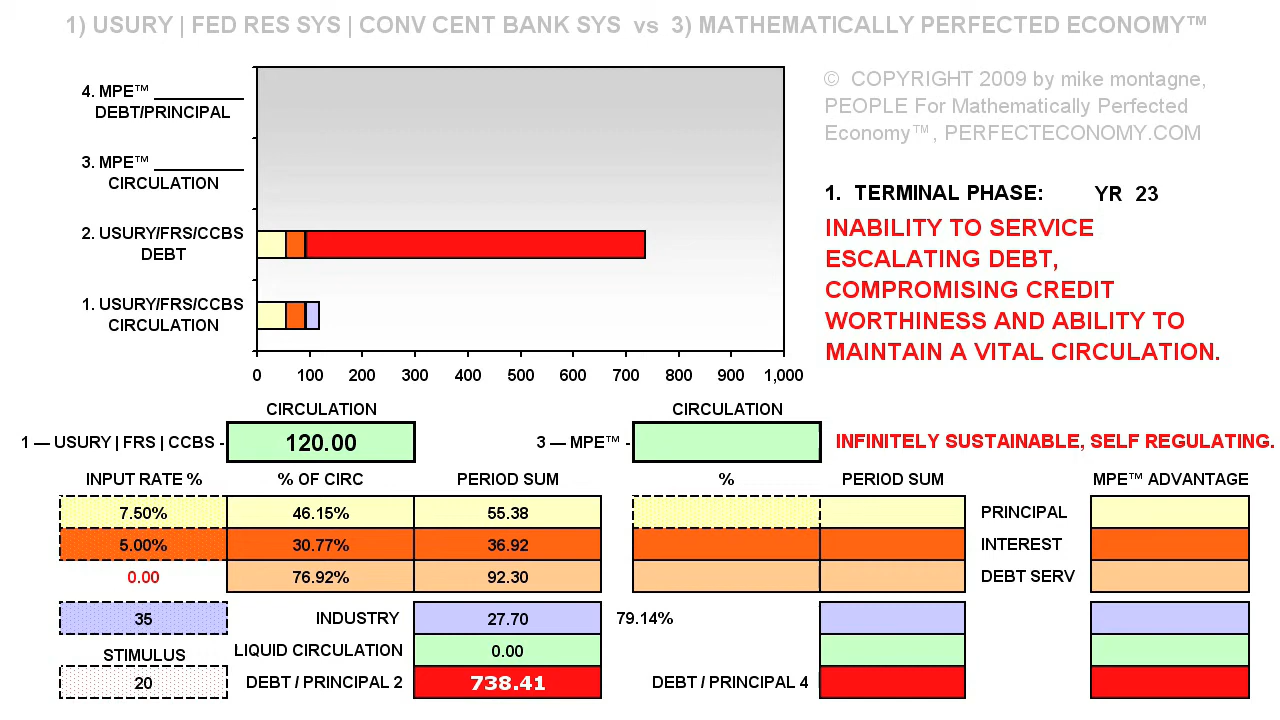 1) USURY | FED RES SYS | CONV CENT BANK SYS vs 3) MATHEMATICALLY PERFECTED ECONOMY™
4. MPE™ __________
DEBT/PRINCIPAL
3. MPE™ __________
CIRCULATION
2. USURY/FRS/CCBS
DEBT
1. USURY/FRS/CCBS
CIRCULATION
0 100 200 300 400 500 600 700 800 900 1,000
© COPYRIGHT 2009 by mike montagne,
PEOPLE For Mathematically Perfected
Economy™, PERFECTECONOMY.COM
1. TERMINAL PHASE: YR 23
INABILITY TO SERVICE
ESCALATING DEBT,
COMPROMISING CREDIT
WORTHINESS AND ABILITY TO
MAINTAIN A VITAL CIRCULATION.
CIRCULATION CIRCULATION
1 — USURY | FRS | CCBS - 120.00 3 — MPE™ - INFINITELY SUSTAINABLE, SELF REGULATING.
INPUT RATE % % OF CIRC PERIOD SUM % PERIOD SUM MPE™ ADVANTAGE
7.50% 46.15% 55.38 PRINCIPAL
5.00% 30.77% 36.92 INTEREST
0.00 76.92% 92.30 DEBT SERV
35 INDUSTRY 27.70 79.14%
STIMULUS LIQUID CIRCULATION 0.00
20 DEBT / PRINCIPAL 2 738.41 DEBT / PRINCIPAL 4